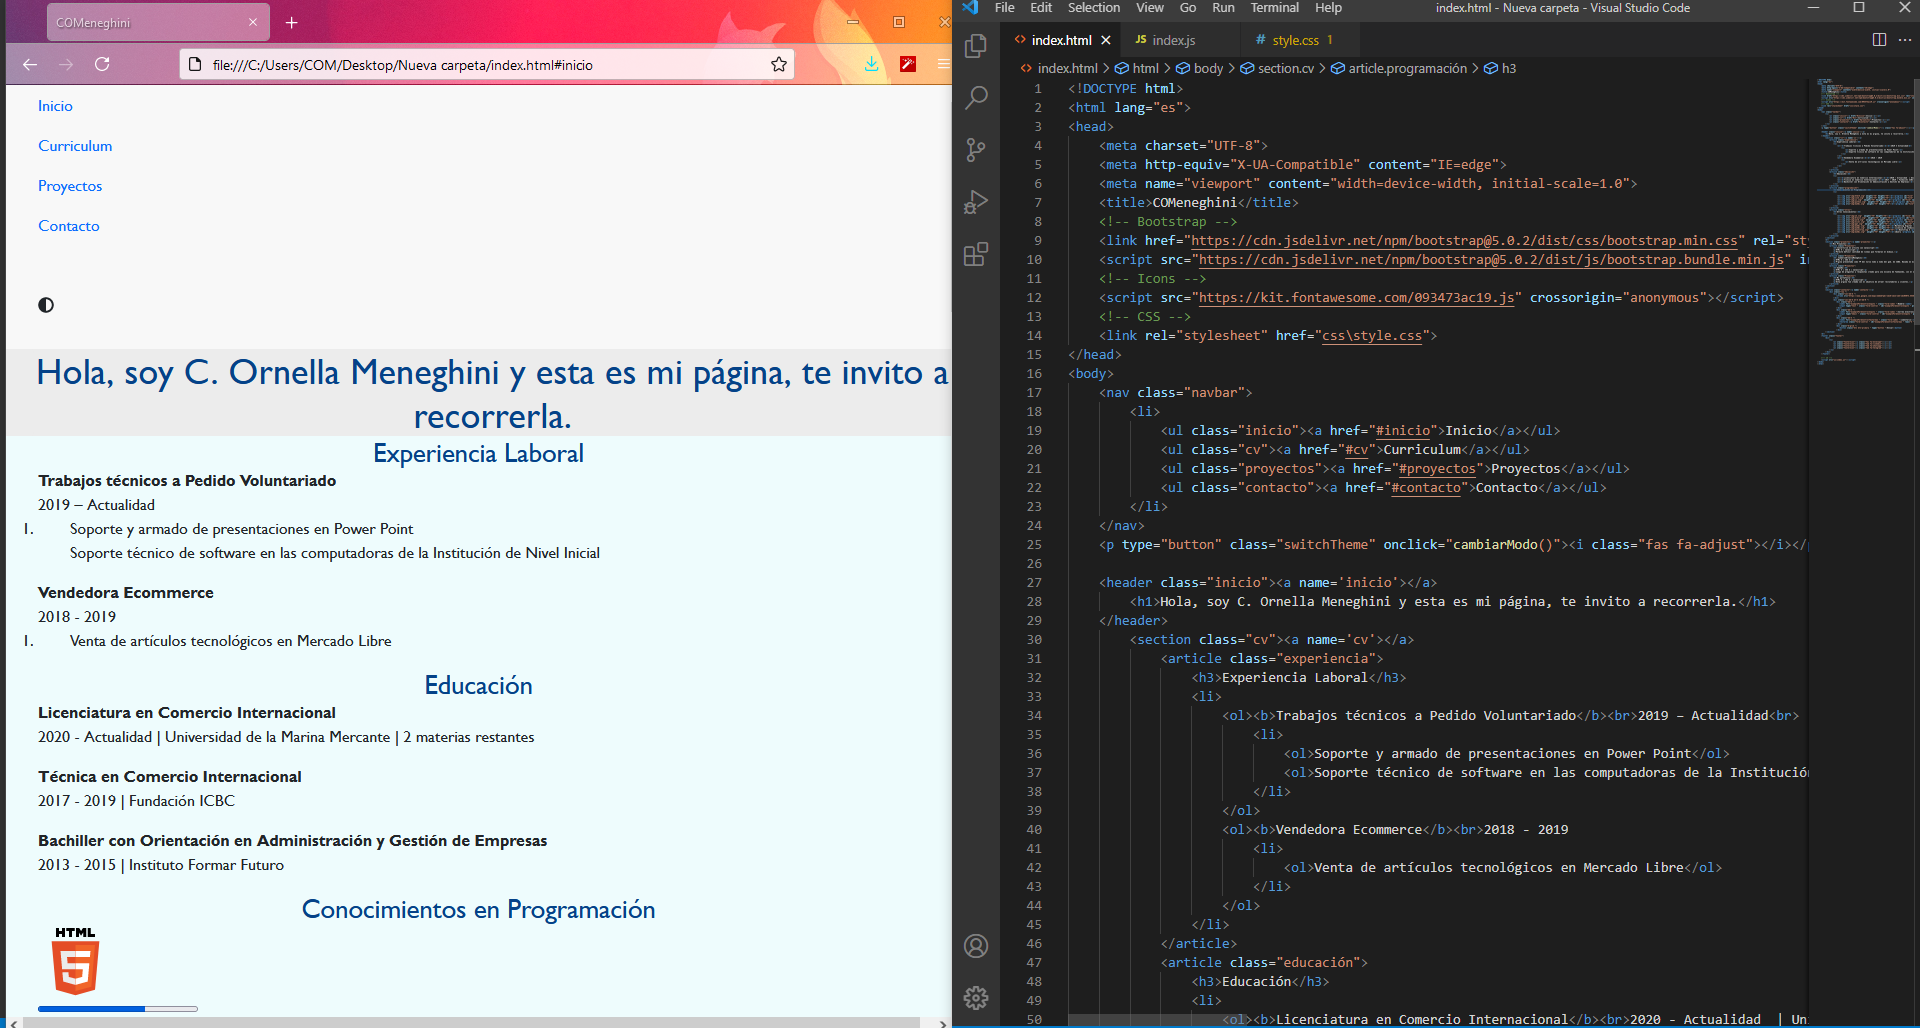 COMeneghini
file:///C:/Users/COM/Desktop/Nueva carpeta/index.html#inicio
Inicio
Curriculum
Proyectos
Contacto
Hola, soy C. Ornella Meneghini y esta es mi página, te invito a
recorrerla.
Experiencia Laboral
Trabajos técnicos a Pedido Voluntariado
2019 – Actualidad
1. Soporte y armado de presentaciones en Power Point
Soporte técnico de software en las computadoras de la Institución de Nivel Inicial
Vendedora Ecommerce
2018 - 2019
1. Venta de artículos tecnológicos en Mercado Libre
Educación
Licenciatura en Comercio Internacional
2020 - Actualidad | Universidad de la Marina Mercante | 2 materias restantes
Técnica en Comercio Internacional
2017 - 2019 | Fundación ICBC
Bachiller con Orientación en Administración y Gestión de Empresas
2013 - 2015 | Instituto Formar Futuro
Conocimientos en Programación
HTML
5
File Edit Selection View Go Run Terminal Help index.html - Nueva carpeta - Visual Studio Code
index.html JS index.js # style.css 1
index.html > html > body > section.cv > article.programación > h3
1 <!DOCTYPE html>
2 <html lang="es">
3 <head>
4 <meta charset="UTF-8">
5 <meta http-equiv="X-UA-Compatible" content="IE=edge">
6 <meta name="viewport" content="width=device-width, initial-scale=1.0">
7 <title>COMeneghini</title>
8 <!-- Bootstrap -->
9 <link href="https://cdn.jsdelivr.net/npm/bootstrap@5.0.2/dist/css/bootstrap.min.css" rel="sty
10 <script src="https://cdn.jsdelivr.net/npm/bootstrap@5.0.2/dist/js/bootstrap.bundle.min.js" in
11 <!-- Icons -->
12 <script src="https://kit.fontawesome.com/093473ac19.js" crossorigin="anonymous"></script>
13 <!-- CSS -->
14 <link rel="stylesheet" href="css\style.css">
15 </head>
16 <body>
17 <nav class="navbar">
18 <li>
19 <ul class="inicio"><a href="#inicio">Inicio</a></ul>
20 <ul class="cv"><a href="#cv">Curriculum</a></ul>
21 <ul class="proyectos"><a href="#proyectos">Proyectos</a></ul>
22 <ul class="contacto"><a href="#contacto">Contacto</a></ul>
23 </li>
24 </nav>
25 <p type="button" class="switchTheme" onclick="cambiarModo()"><i class="fas fa-adjust"></i></p
26
27 <header class="inicio"><a name='inicio'></a>
28 <h1>Hola, soy C. Ornella Meneghini y esta es mi página, te invito a recorrerla.</h1>
29 </header>
30 <section class="cv"><a name='cv'></a>
31 <article class="experiencia">
32 <h3>Experiencia Laboral</h3>
33 <li>
34 <ol><b>Trabajos técnicos a Pedido Voluntariado</b><br>2019 – Actualidad<br>
35 <li>
36 <ol>Soporte y armado de presentaciones en Power Point</ol>
37 <ol>Soporte técnico de software en las computadoras de la Institución
38 </li>
39 </ol>
40 <ol><b>Vendedora Ecommerce</b><br>2018 - 2019
41 <li>
42 <ol>Venta de artículos tecnológicos en Mercado Libre</ol>
43 </li>
44 </ol>
45 </li>
46 </article>
47 <article class="educación">
48 <h3>Educación</h3>
49 <li>
50 <ol><b>Licenciatura en Comercio Internacional</b><br>2020 - Actualidad | Un